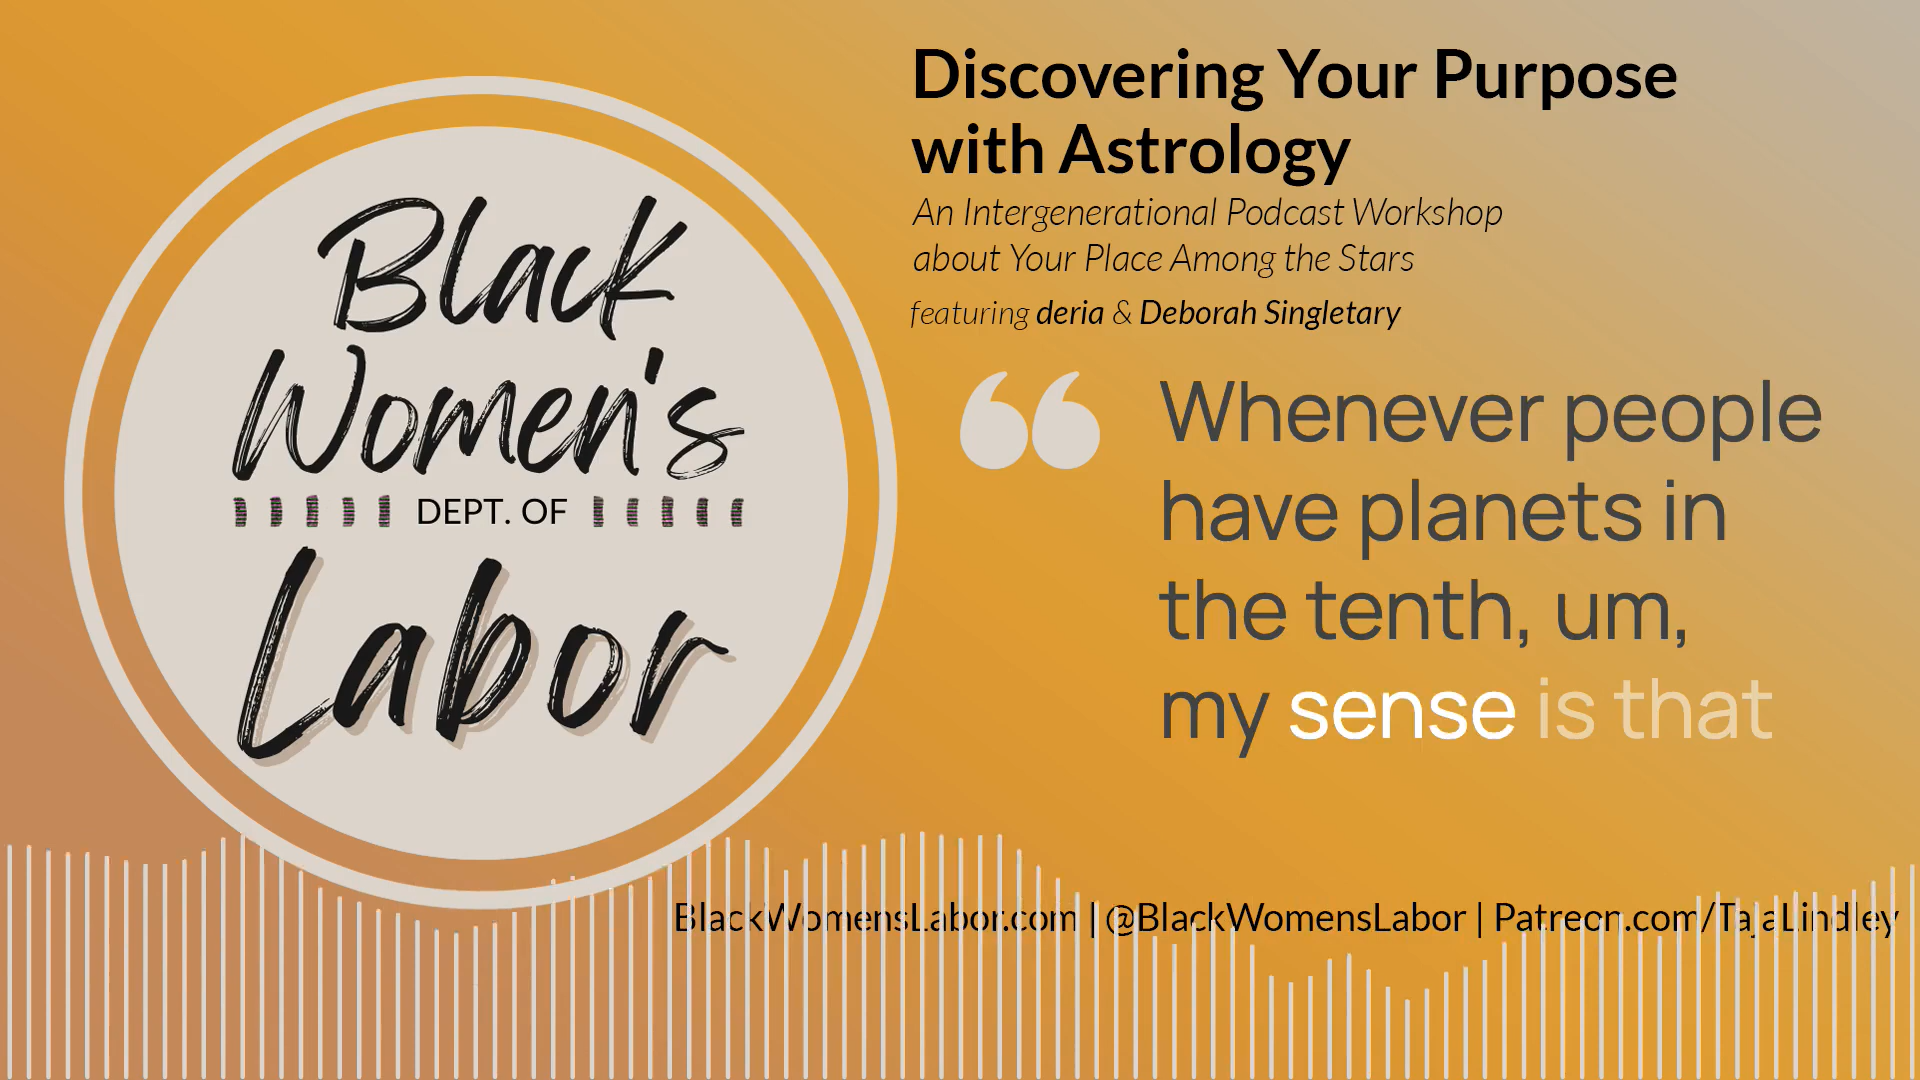 Black
Women's
DEPT. OF
Labor
Discovering Your Purpose
with Astrology
An Intergenerational Podcast Workshop
about Your Place Among the Stars
featuring deria & Deborah Singletary
“
Whenever people
have planets in
the tenth, um,
my sense is that
BlackWomensLabor.com | @BlackWomensLabor | Patreon.com/TajaLindley